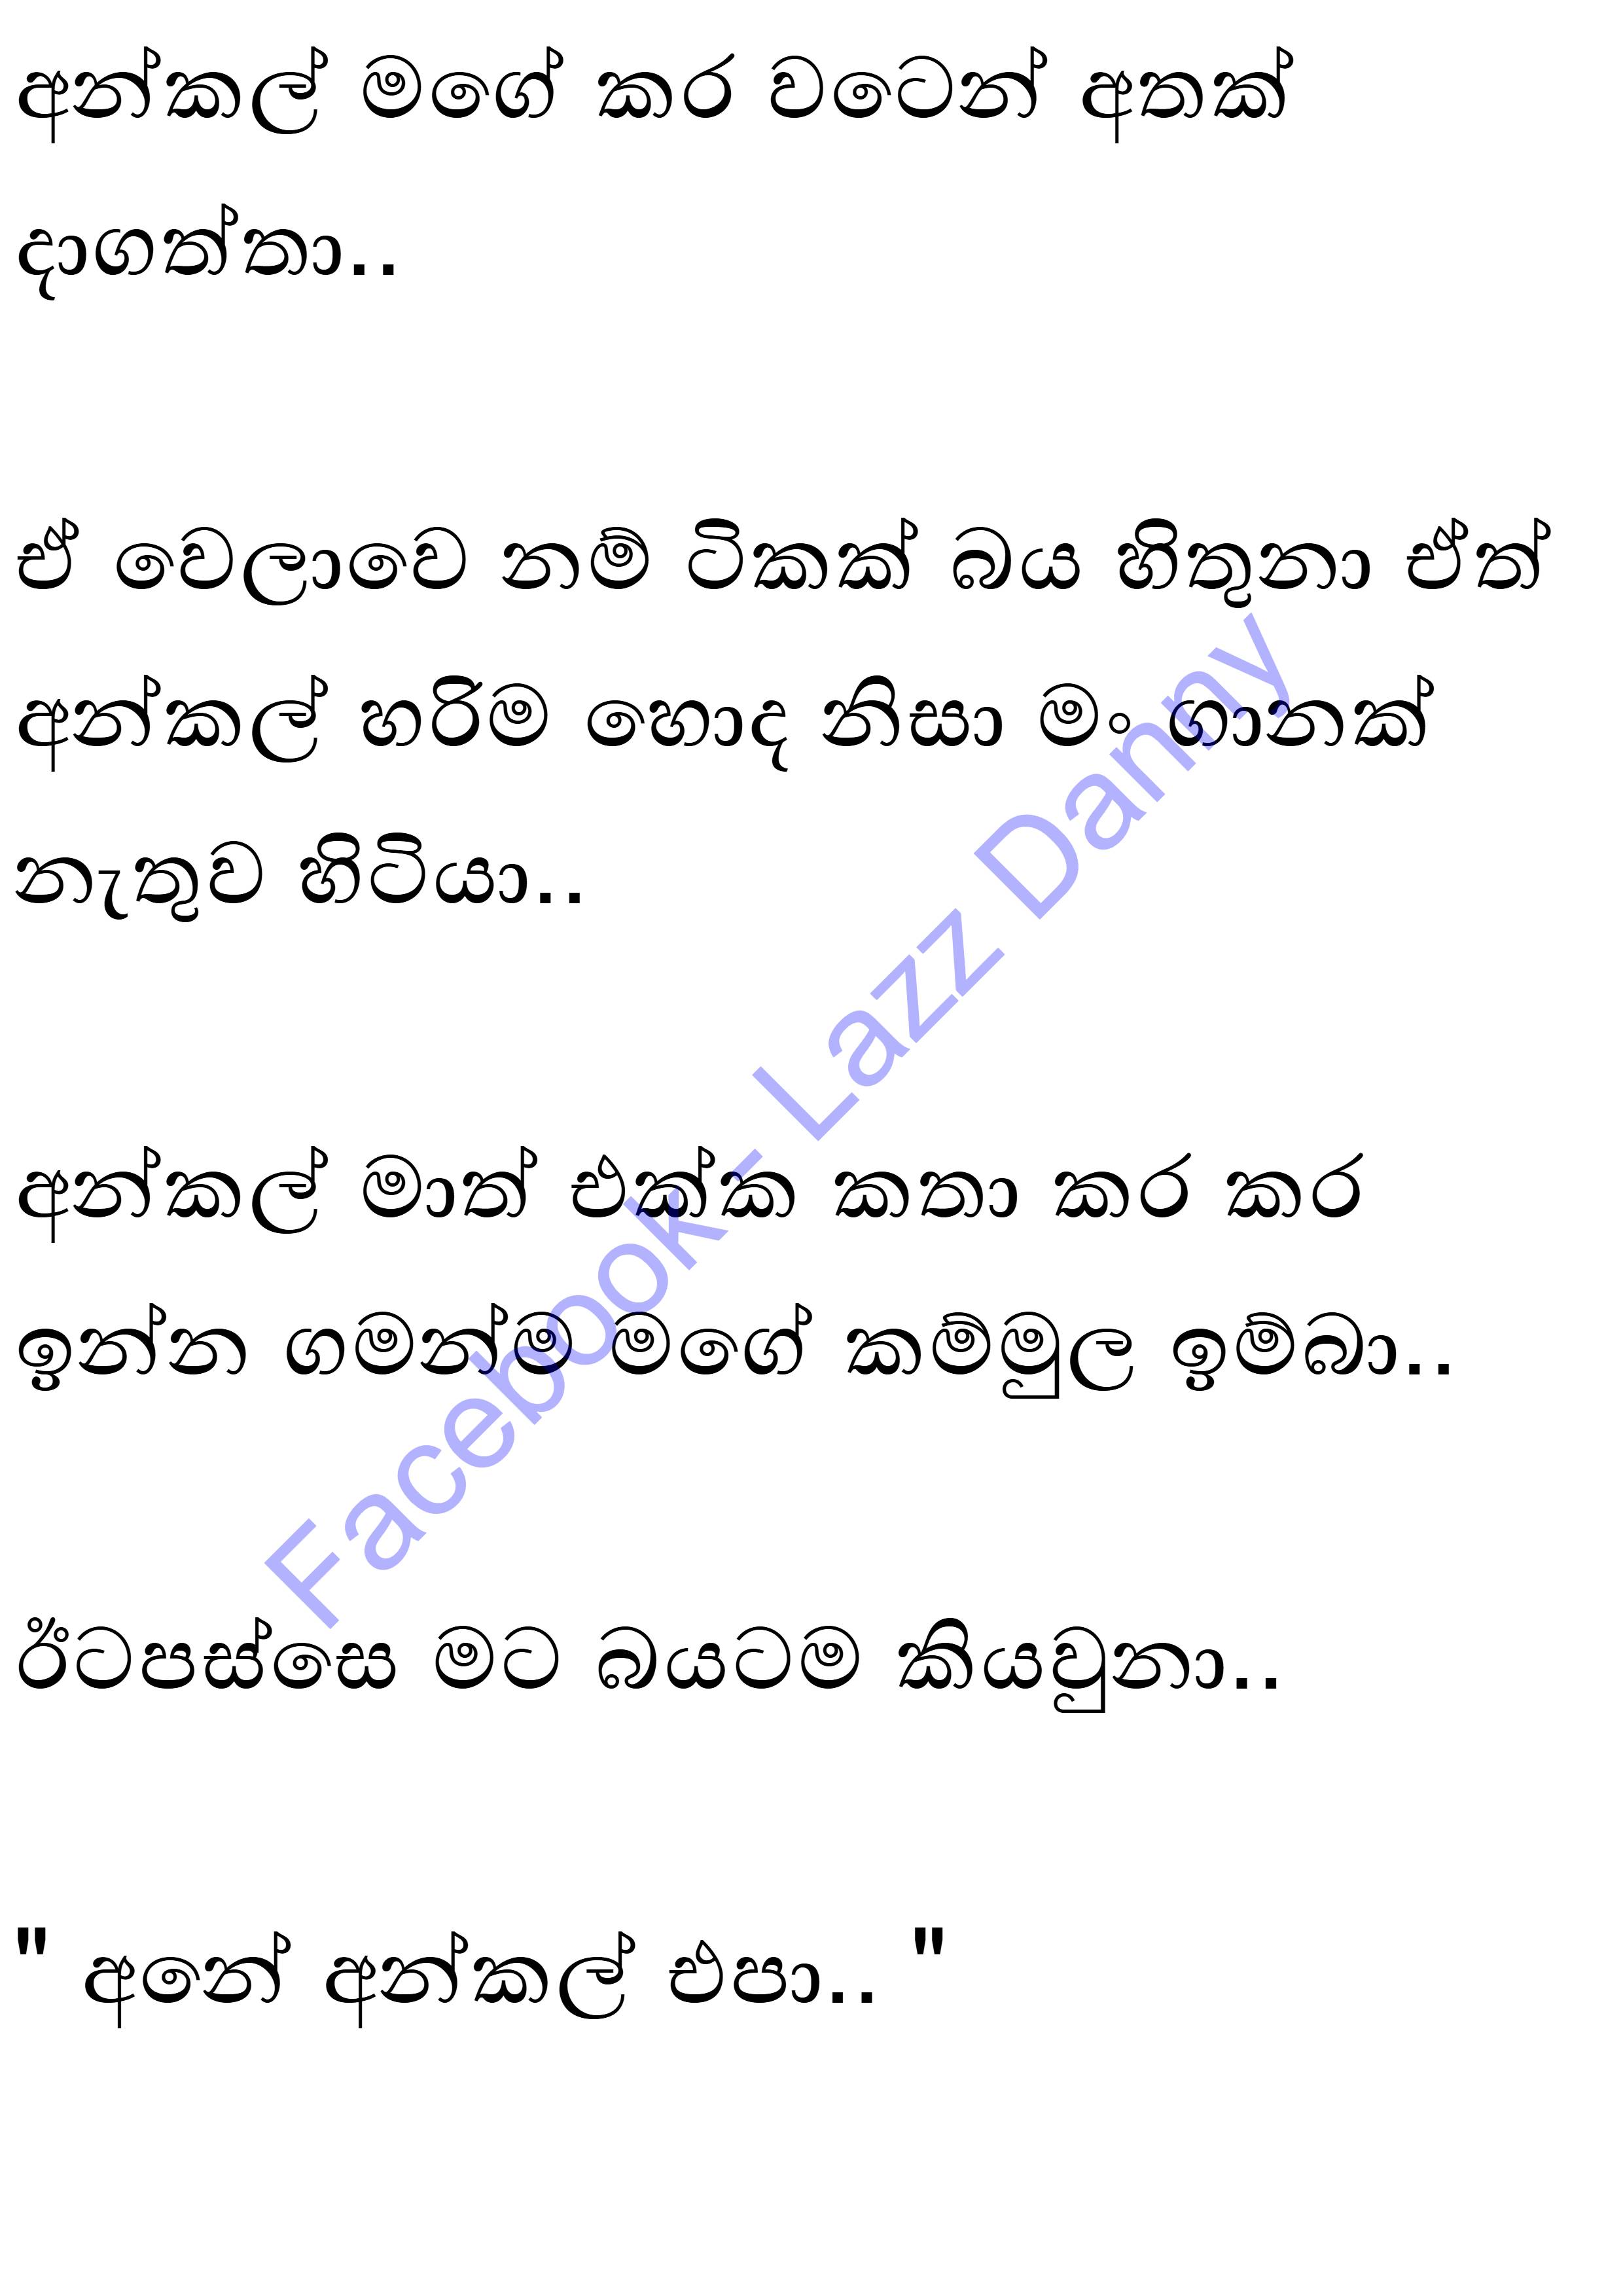 අන්කල් මගේ කර වටෙන් අතක්
දාගත්තා..
ඒ වෙලාවෙ නම් ටිකක් බය හිතුනා ඒත්
අන්කල් හරිම හොද නිසා මං ගානක්
නැතුව හිටියා..
අන්කල් මාත් එක්ක කතා කර කර
ඉන්න ගමන්ම මගේ කම්මුල ඉම්බා..
ඊටපස්සෙ මට බයටම කියවුනා..
" අනේ අන්කල් එපා.. "
Facebook- Lazz Danny